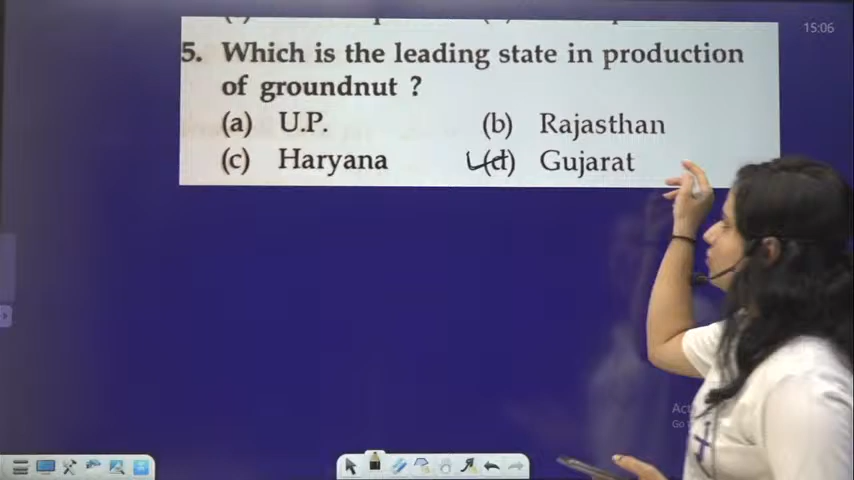 15:06
5. Which is the leading state in production
of groundnut ?
(a) U.P. (b) Rajasthan
(c) Haryana (d) Gujarat